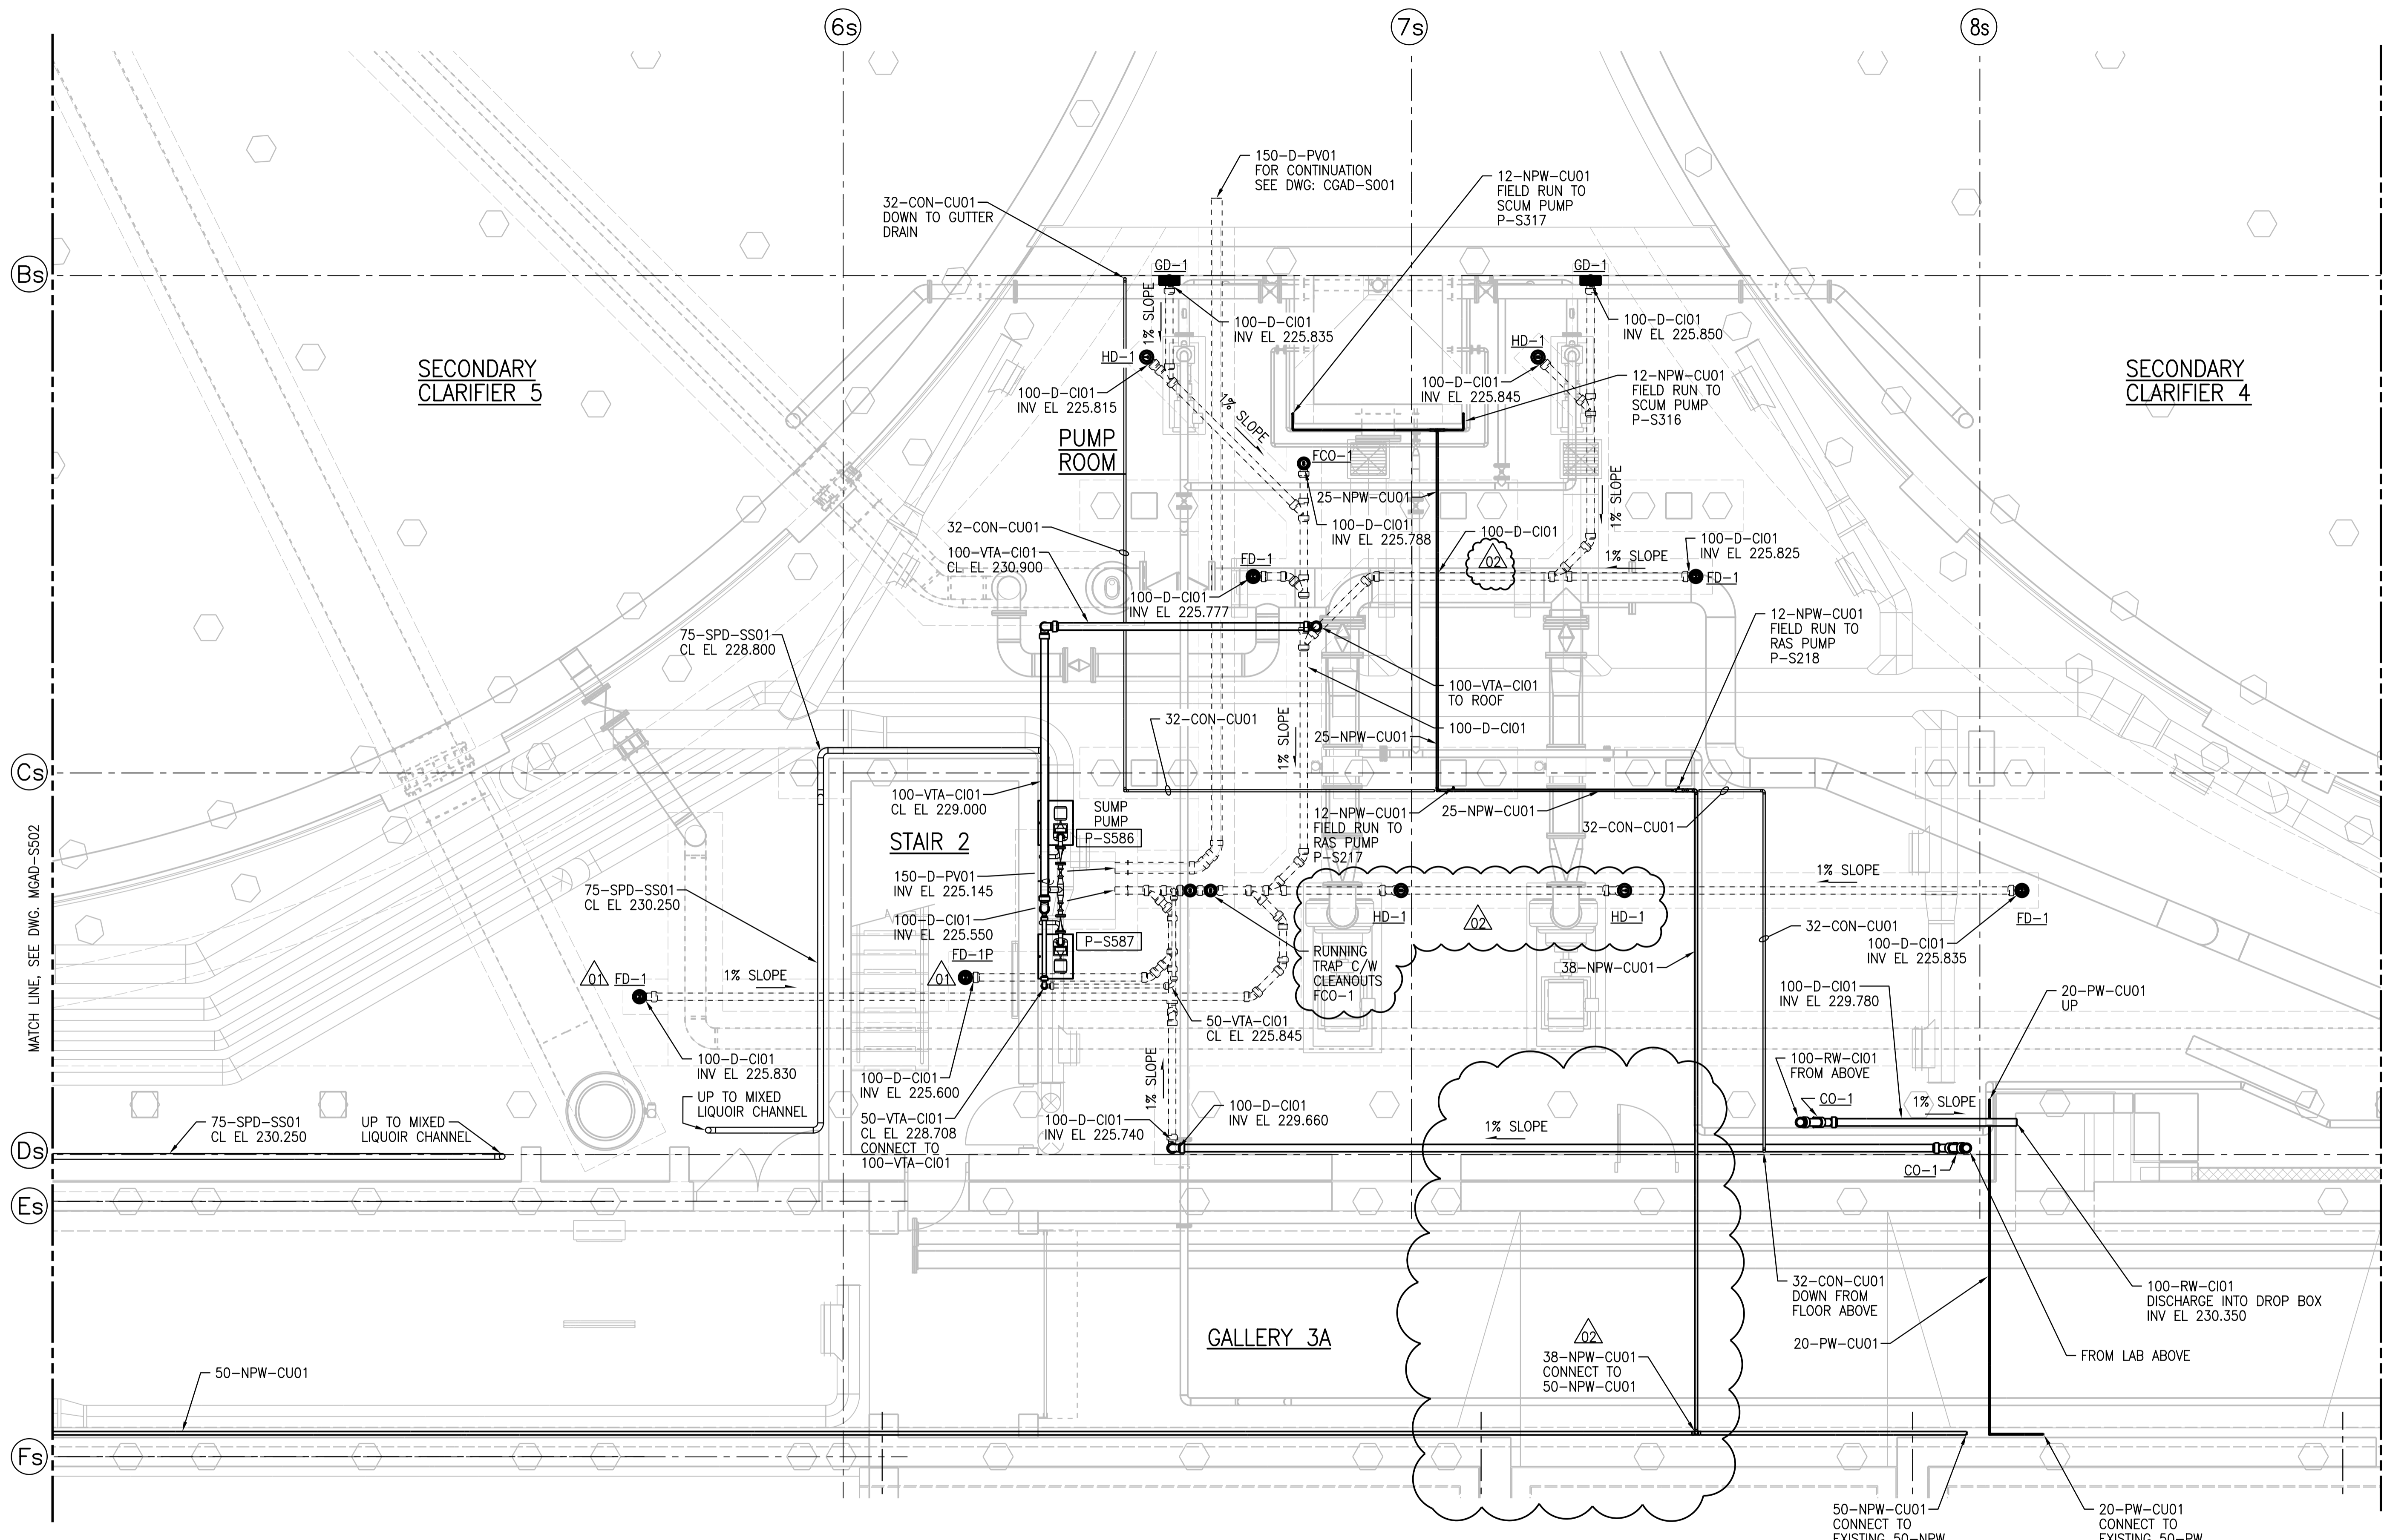 6s
7s
8s
Bs
Cs
Ds
Es
Fs
MATCH LINE, SEE DWG. MGAD-S502
150-D-PV01
FOR CONTINUATION
SEE DWG: CGAD-S001
12-NPW-CU01
FIELD RUN TO
SCUM PUMP
P-S317
32-CON-CU01
DOWN TO GUTTER
DRAIN
GD-1
GD-1
1% SLOPE
100-D-CI01
INV EL 225.835
100-D-CI01
INV EL 225.850
HD-1
HD-1
SECONDARY
CLARIFIER 5
SECONDARY
CLARIFIER 4
100-D-CI01
INV EL 225.815
1% SLOPE
100-D-CI01
INV EL 225.845
12-NPW-CU01
FIELD RUN TO
SCUM PUMP
P-S316
PUMP
ROOM
FCO-1
25-NPW-CU01
1% SLOPE
32-CON-CU01
100-D-CI01
INV EL 225.788
100-D-CI01
02
100-D-CI01
INV EL 225.825
100-VTA-CI01
CL EL 230.900
FD-1
1% SLOPE
FD-1
100-D-CI01
INV EL 225.777
12-NPW-CU01
FIELD RUN TO
RAS PUMP
P-S218
75-SPD-SS01
CL EL 228.800
100-VTA-CI01
TO ROOF
32-CON-CU01
100-D-CI01
1% SLOPE
25-NPW-CU01
100-VTA-CI01
CL EL 229.000
SUMP
PUMP
P-S586
12-NPW-CU01
FIELD RUN TO
RAS PUMP
P-S217
25-NPW-CU01
32-CON-CU01
STAIR 2
150-D-PV01
INV EL 225.145
75-SPD-SS01
CL EL 230.250
1% SLOPE
100-D-CI01
INV EL 225.550
HD-1
02
HD-1
FD-1
P-S587
32-CON-CU01
100-D-CI01
INV EL 225.835
RUNNING
TRAP C/W
CLEANOUTS
FCO-1
38-NPW-CU01
01
FD-1
1% SLOPE
01
FD-1P
100-D-CI01
INV EL 229.780
20-PW-CU01
UP
50-VTA-CI01
CL EL 225.845
100-D-CI01
INV EL 225.830
100-D-CI01
INV EL 225.600
1% SLOPE
100-RW-CI01
FROM ABOVE
CO-1
1% SLOPE
UP TO MIXED
LIQUOIR CHANNEL
75-SPD-SS01
CL EL 230.250
UP TO MIXED
LIQUOIR CHANNEL
50-VTA-CI01
CL EL 228.708
CONNECT TO
100-VTA-CI01
100-D-CI01
INV EL 225.740
100-D-CI01
INV EL 229.660
1% SLOPE
CO-1
32-CON-CU01
DOWN FROM
FLOOR ABOVE
100-RW-CI01
DISCHARGE INTO DROP BOX
INV EL 230.350
GALLERY 3A
02
38-NPW-CU01
CONNECT TO
50-NPW-CU01
20-PW-CU01
FROM LAB ABOVE
50-NPW-CU01
50-NPW-CU01
CONNECT TO
EXISTING 50-NPW
20-PW-CU01
CONNECT TO
EXISTING 50-PW